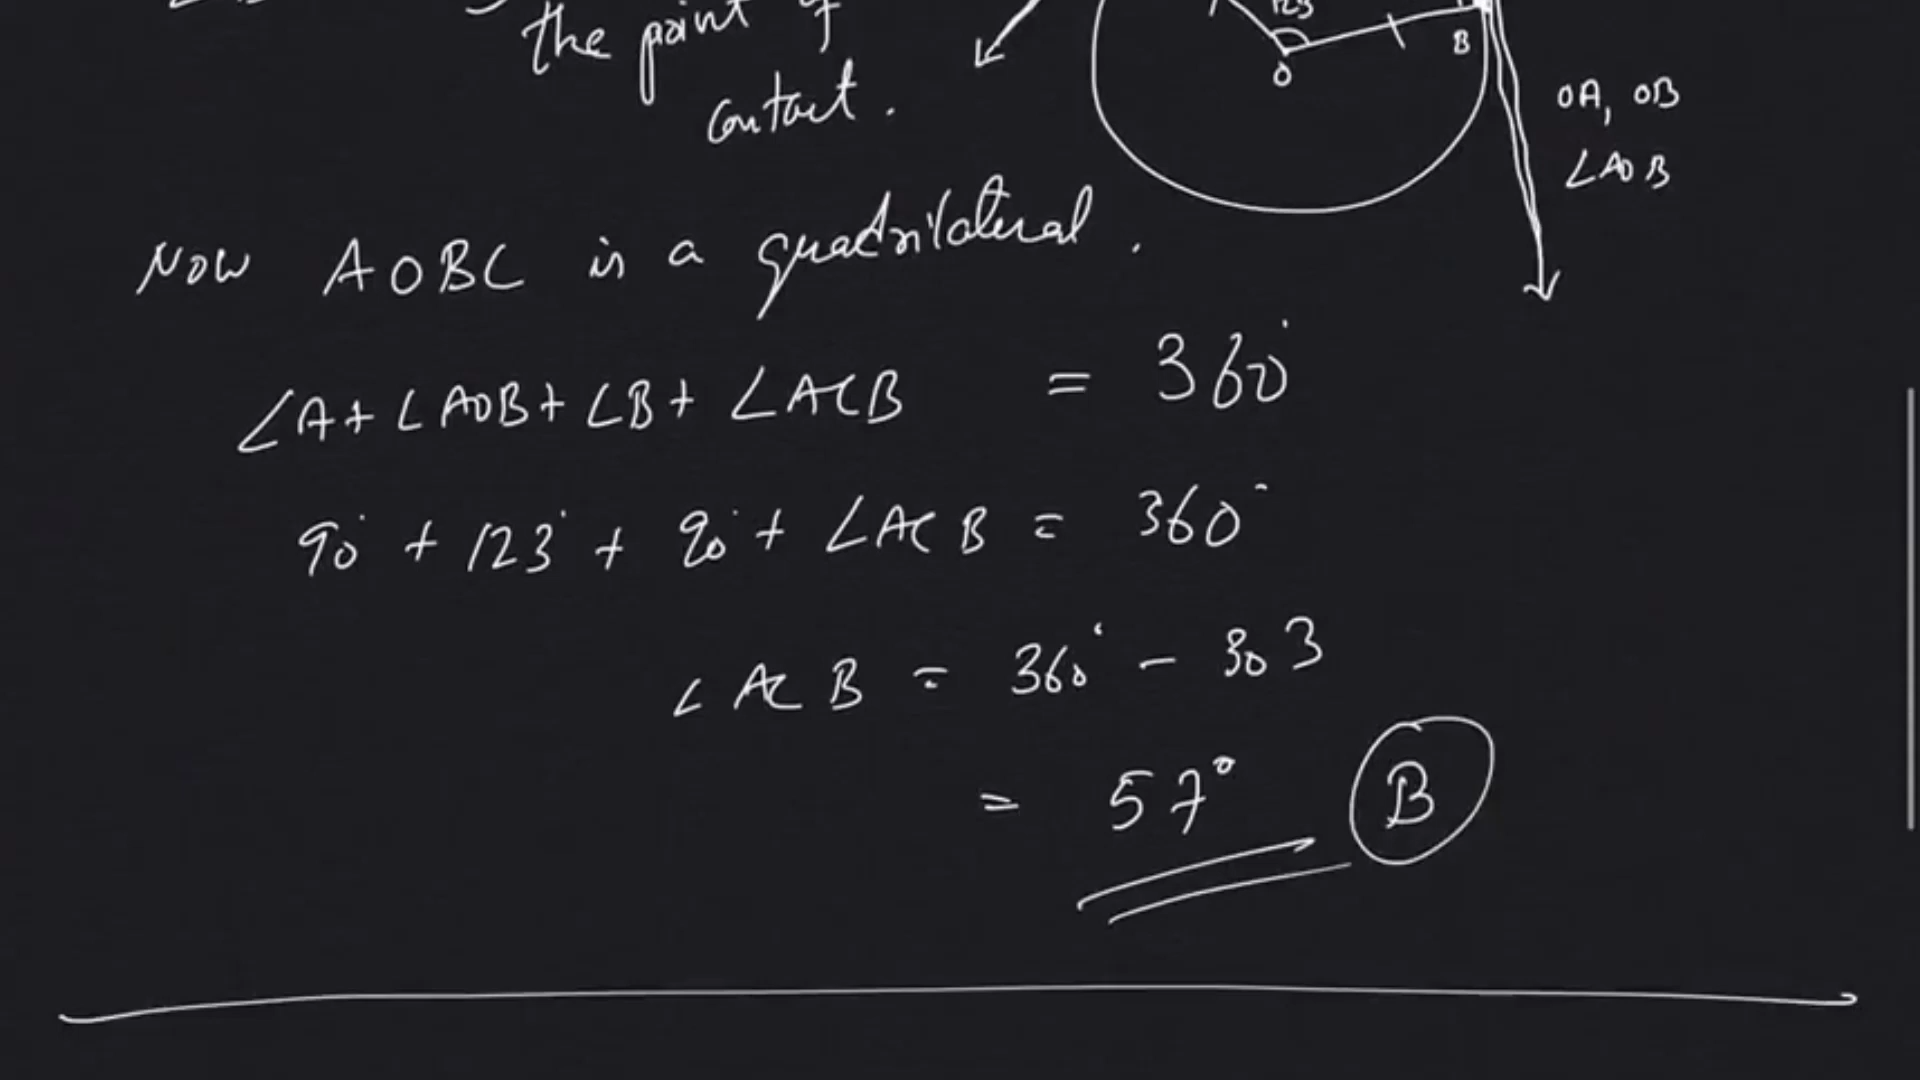 the point of
contact.
123
O
B
OA, OB
∠AOB
Now AOBC is a quadrilateral.
∠A + ∠AOB + ∠B + ∠ACB = 360°
90° + 123° + 90° + ∠ACB = 360°
∠ACB = 360° - 303
= 57° B